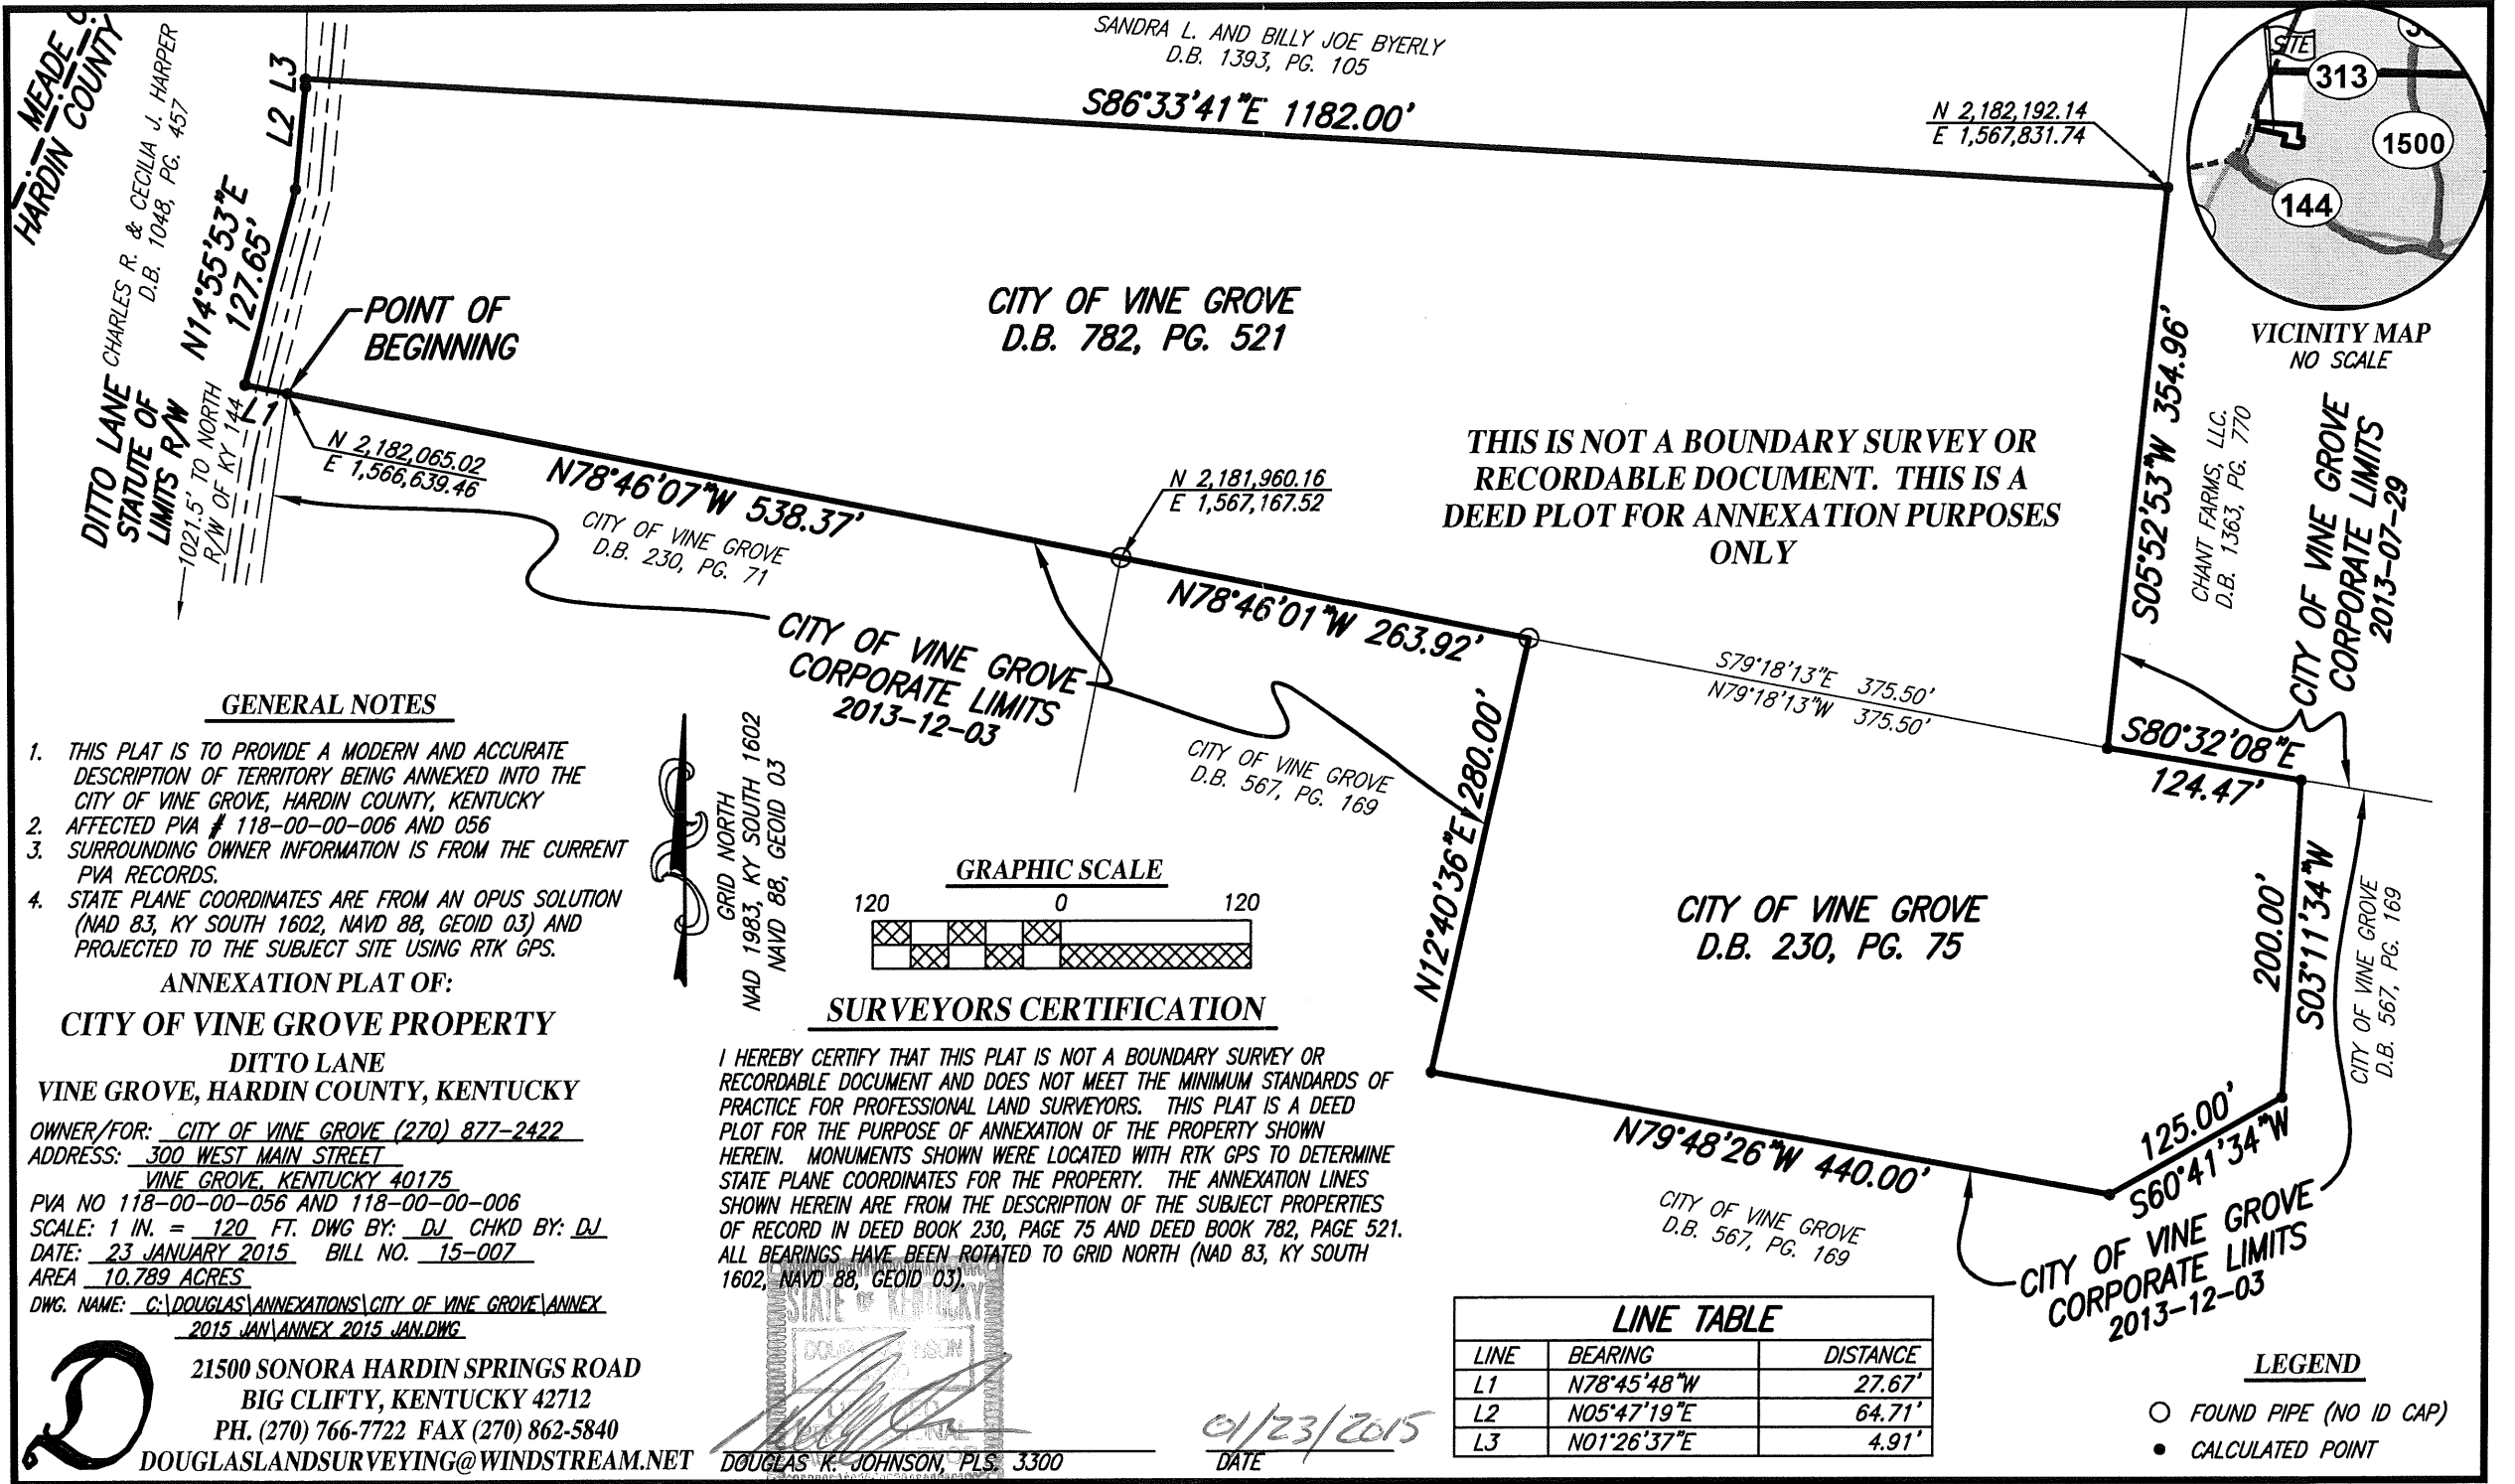 MEADE
HARDIN COUNTY
CHARLES R. & CECILIA J. HARPER
D.B. 1048, PG. 457
L3
L2
N14°55'53"E
127.65'
L1
DITTO LANE
STATUTE OF
LIMITS R/W
1021.5' TO NORTH
R/W OF KY 144
POINT OF
BEGINNING
N 2,182,065.02
E 1,566,639.46
SANDRA L. AND BILLY JOE BYERLY
D.B. 1393, PG. 105
S86°33'41"E 1182.00'
N 2,182,192.14
E 1,567,831.74
SITE
313
1500
144
VICINITY MAP
NO SCALE
CITY OF VINE GROVE
D.B. 782, PG. 521
THIS IS NOT A BOUNDARY SURVEY OR
RECORDABLE DOCUMENT. THIS IS A
DEED PLOT FOR ANNEXATION PURPOSES
ONLY
S05°52'53"W 354.96'
CHANT FARMS, LLC.
D.B. 1363, PG. 770
CITY OF VINE GROVE
CORPORATE LIMITS
2013-07-29
N78°46'07"W 538.37'
CITY OF VINE GROVE
D.B. 230, PG. 71
N 2,181,960.16
E 1,567,167.52
N78°46'01"W 263.92'
CITY OF VINE GROVE
CORPORATE LIMITS
2013-12-03
S79°18'13"E 375.50'
N79°18'13"W 375.50'
S80°32'08"E
124.47'
CITY OF VINE GROVE
D.B. 567, PG. 169
N12°40'36"E 280.00'
CITY OF VINE GROVE
D.B. 230, PG. 75
200.00'
S03°11'34"W
CITY OF VINE GROVE
D.B. 567, PG. 169
125.00'
S60°41'34"W
N79°48'26"W 440.00'
CITY OF VINE GROVE
D.B. 567, PG. 169
CITY OF VINE GROVE
CORPORATE LIMITS
2013-12-03
GENERAL NOTES
1. THIS PLAT IS TO PROVIDE A MODERN AND ACCURATE
DESCRIPTION OF TERRITORY BEING ANNEXED INTO THE
CITY OF VINE GROVE, HARDIN COUNTY, KENTUCKY
2. AFFECTED PVA # 118-00-00-006 AND 056
3. SURROUNDING OWNER INFORMATION IS FROM THE CURRENT
PVA RECORDS.
4. STATE PLANE COORDINATES ARE FROM AN OPUS SOLUTION
(NAD 83, KY SOUTH 1602, NAVD 88, GEOID 03) AND
PROJECTED TO THE SUBJECT SITE USING RTK GPS.
GRID NORTH
NAD 1983, KY SOUTH 1602
NAVD 88, GEOID 03
GRAPHIC SCALE
120 0 120
ANNEXATION PLAT OF:
CITY OF VINE GROVE PROPERTY
DITTO LANE
VINE GROVE, HARDIN COUNTY, KENTUCKY
OWNER/FOR: CITY OF VINE GROVE (270) 877-2422
ADDRESS: 300 WEST MAIN STREET
VINE GROVE, KENTUCKY 40175
PVA NO 118-00-00-056 AND 118-00-00-006
SCALE: 1 IN. = 120 FT. DWG BY: DJ CHKD BY: DJ
DATE: 23 JANUARY 2015 BILL NO. 15-007
AREA 10.789 ACRES
DWG. NAME: C:\DOUGLAS\ANNEXATIONS\CITY OF VINE GROVE\ANNEX
2015 JAN\ANNEX 2015 JAN.DWG
21500 SONORA HARDIN SPRINGS ROAD
BIG CLIFTY, KENTUCKY 42712
PH. (270) 766-7722 FAX (270) 862-5840
DOUGLASLANDSURVEYING@WINDSTREAM.NET
SURVEYORS CERTIFICATION
I HEREBY CERTIFY THAT THIS PLAT IS NOT A BOUNDARY SURVEY OR
RECORDABLE DOCUMENT AND DOES NOT MEET THE MINIMUM STANDARDS OF
PRACTICE FOR PROFESSIONAL LAND SURVEYORS. THIS PLAT IS A DEED
PLOT FOR THE PURPOSE OF ANNEXATION OF THE PROPERTY SHOWN
HEREIN. MONUMENTS SHOWN WERE LOCATED WITH RTK GPS TO DETERMINE
STATE PLANE COORDINATES FOR THE PROPERTY. THE ANNEXATION LINES
SHOWN HEREIN ARE FROM THE DESCRIPTION OF THE SUBJECT PROPERTIES
OF RECORD IN DEED BOOK 230, PAGE 75 AND DEED BOOK 782, PAGE 521.
ALL BEARINGS HAVE BEEN ROTATED TO GRID NORTH (NAD 83, KY SOUTH
1602, NAVD 88, GEOID 03).
STATE OF KENTUCKY
DOUGLAS K. JOHNSON, PLS. 3300
01/23/2015
DATE
LINE TABLE
LINE BEARING DISTANCE
L1 N78°45'48"W 27.67'
L2 N05°47'19"E 64.71'
L3 N01°26'37"E 4.91'
LEGEND
FOUND PIPE (NO ID CAP)
CALCULATED POINT